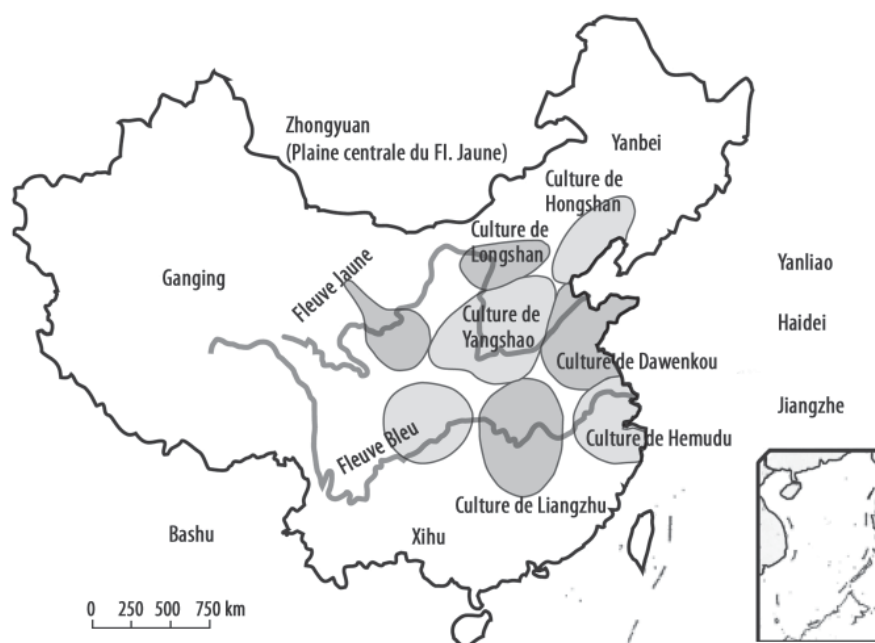 Zhongyuan
(Plaine centrale du Fl. Jaune)
Yanbei
Culture de
Hongshan
Culture de
Longshan
Ganging
Fleuve Jaune
Yanliao
Culture de
Yangshao
Haidei
Culture de Dawenkou
Jiangzhe
Fleuve Bleu
Culture de Hemudu
Culture de Liangzhu
Bashu
Xihu
0 250 500 750 km